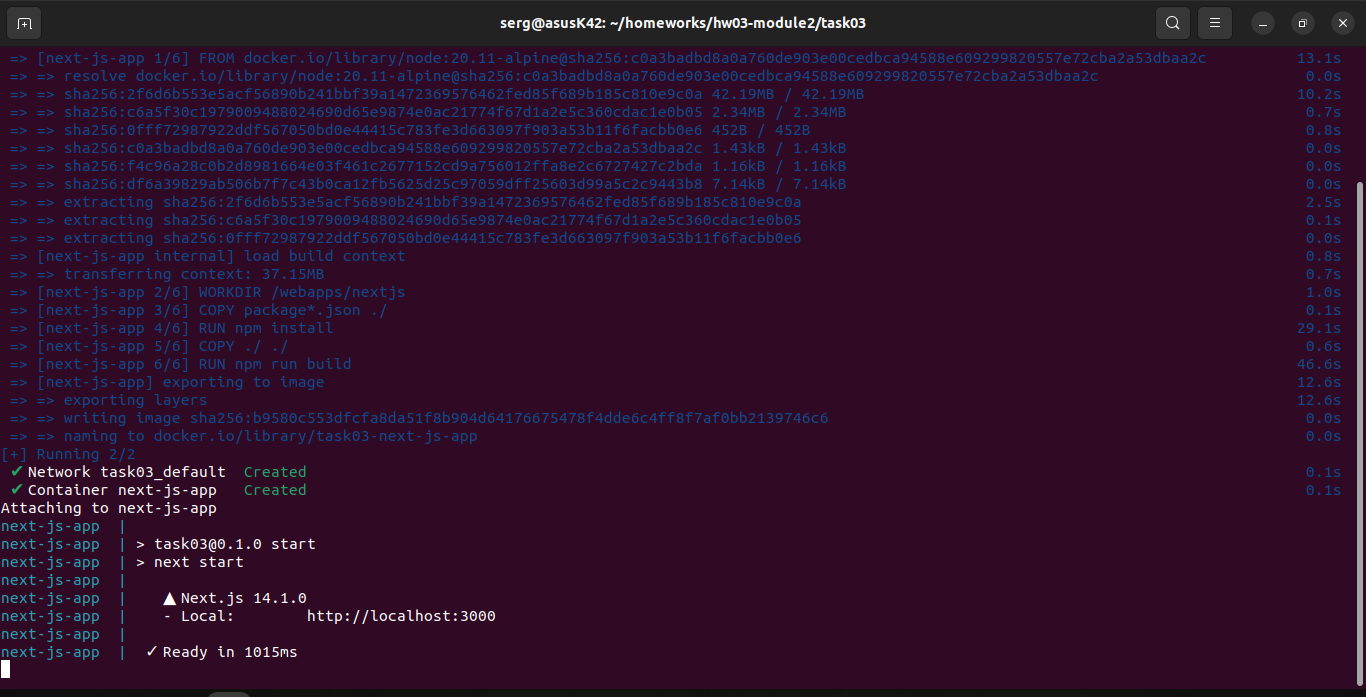 serg@asusK42: ~/homeworks/hw03-module2/task03
=> [next-js-app 1/6] FROM docker.io/library/node:20.11-alpine@sha256:c0a3badbd8a0a760de903e00cedbca94588e609299820557e72cba2a53dbaa2c 13.1s
=> => resolve docker.io/library/node:20.11-alpine@sha256:c0a3badbd8a0a760de903e00cedbca94588e609299820557e72cba2a53dbaa2c 0.0s
=> => sha256:2f6d6b553e5acf56890b241bbf39a1472369576462fed85f689b185c810e9c0a 42.19MB / 42.19MB 10.2s
=> => sha256:c6a5f30c1979009488024690d65e9874e0ac21774f67d1a2e5c360cdac1e0b05 2.34MB / 2.34MB 0.7s
=> => sha256:0fff72987922ddf567050bd0e44415c783fe3d663097f903a53b11f6facbb0e6 452B / 452B 0.8s
=> => sha256:c0a3badbd8a0a760de903e00cedbca94588e609299820557e72cba2a53dbaa2c 1.43kB / 1.43kB 0.0s
=> => sha256:f4c96a28c0b2d8981664e03f461c2677152cd9a756012ffa8e2c6727427c2bda 1.16kB / 1.16kB 0.0s
=> => sha256:df6a39829ab506b7f7c43b0ca12fb5625d25c97059dff25603d99a5c2c9443b8 7.14kB / 7.14kB 0.0s
=> => extracting sha256:2f6d6b553e5acf56890b241bbf39a1472369576462fed85f689b185c810e9c0a 2.5s
=> => extracting sha256:c6a5f30c1979009488024690d65e9874e0ac21774f67d1a2e5c360cdac1e0b05 0.1s
=> => extracting sha256:0fff72987922ddf567050bd0e44415c783fe3d663097f903a53b11f6facbb0e6 0.0s
=> [next-js-app internal] load build context 0.8s
=> => transferring context: 37.15MB 0.7s
=> [next-js-app 2/6] WORKDIR /webapps/nextjs 1.0s
=> [next-js-app 3/6] COPY package*.json ./ 0.1s
=> [next-js-app 4/6] RUN npm install 29.1s
=> [next-js-app 5/6] COPY ./ ./ 0.6s
=> [next-js-app 6/6] RUN npm run build 46.6s
=> [next-js-app] exporting to image 12.6s
=> => exporting layers 12.6s
=> => writing image sha256:b9580c553dfcfa8da51f8b904d64176675478f4dde6c4ff8f7af0bb2139746c6 0.0s
=> => naming to docker.io/library/task03-next-js-app 0.0s
[+] Running 2/2
✔ Network task03_default Created 0.1s
✔ Container next-js-app Created 0.1s
Attaching to next-js-app
next-js-app |
next-js-app | > task03@0.1.0 start
next-js-app | > next start
next-js-app |
next-js-app | ▲ Next.js 14.1.0
next-js-app | - Local: http://localhost:3000
next-js-app |
next-js-app | ✓ Ready in 1015ms